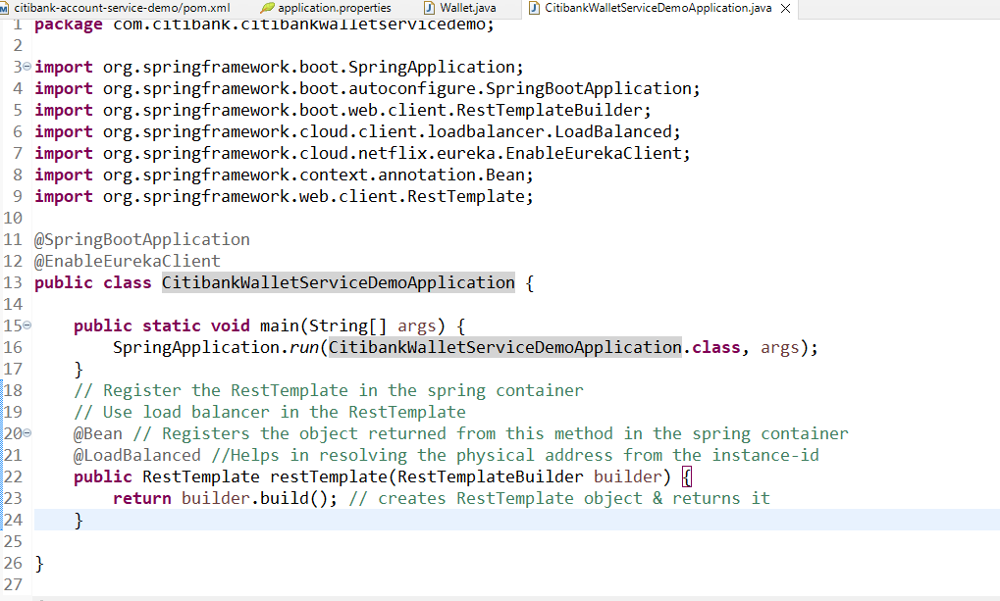 citibank-account-service-demo/pom.xml application.properties Wallet.java CitibankWalletServiceDemoApplication.java
1 package com.citibank.citibankwalletservicedemo;
2
3 import org.springframework.boot.SpringApplication;
4 import org.springframework.boot.autoconfigure.SpringBootApplication;
5 import org.springframework.boot.web.client.RestTemplateBuilder;
6 import org.springframework.cloud.client.loadbalancer.LoadBalanced;
7 import org.springframework.cloud.netflix.eureka.EnableEurekaClient;
8 import org.springframework.context.annotation.Bean;
9 import org.springframework.web.client.RestTemplate;
10
11 @SpringBootApplication
12 @EnableEurekaClient
13 public class CitibankWalletServiceDemoApplication {
14
15     public static void main(String[] args) {
16         SpringApplication.run(CitibankWalletServiceDemoApplication.class, args);
17     }
18     // Register the RestTemplate in the spring container
19     // Use load balancer in the RestTemplate
20     @Bean // Registers the object returned from this method in the spring container
21     @LoadBalanced //Helps in resolving the physical address from the instance-id
22     public RestTemplate restTemplate(RestTemplateBuilder builder) {
23         return builder.build(); // creates RestTemplate object & returns it
24     }
25
26 }
27